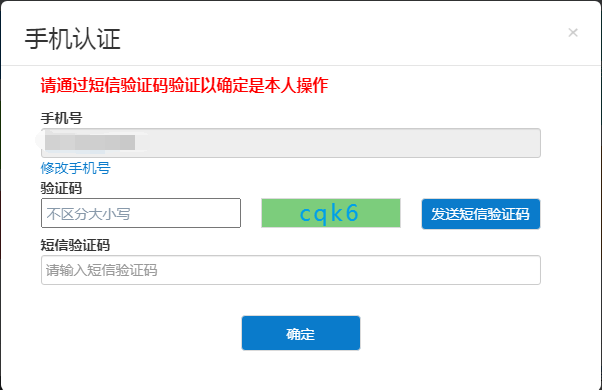 手机认证
×
请通过短信验证码验证以确定是本人操作
手机号
修改手机号
验证码
不区分大小写
cqk6
发送短信验证码
短信验证码
请输入短信验证码
确定